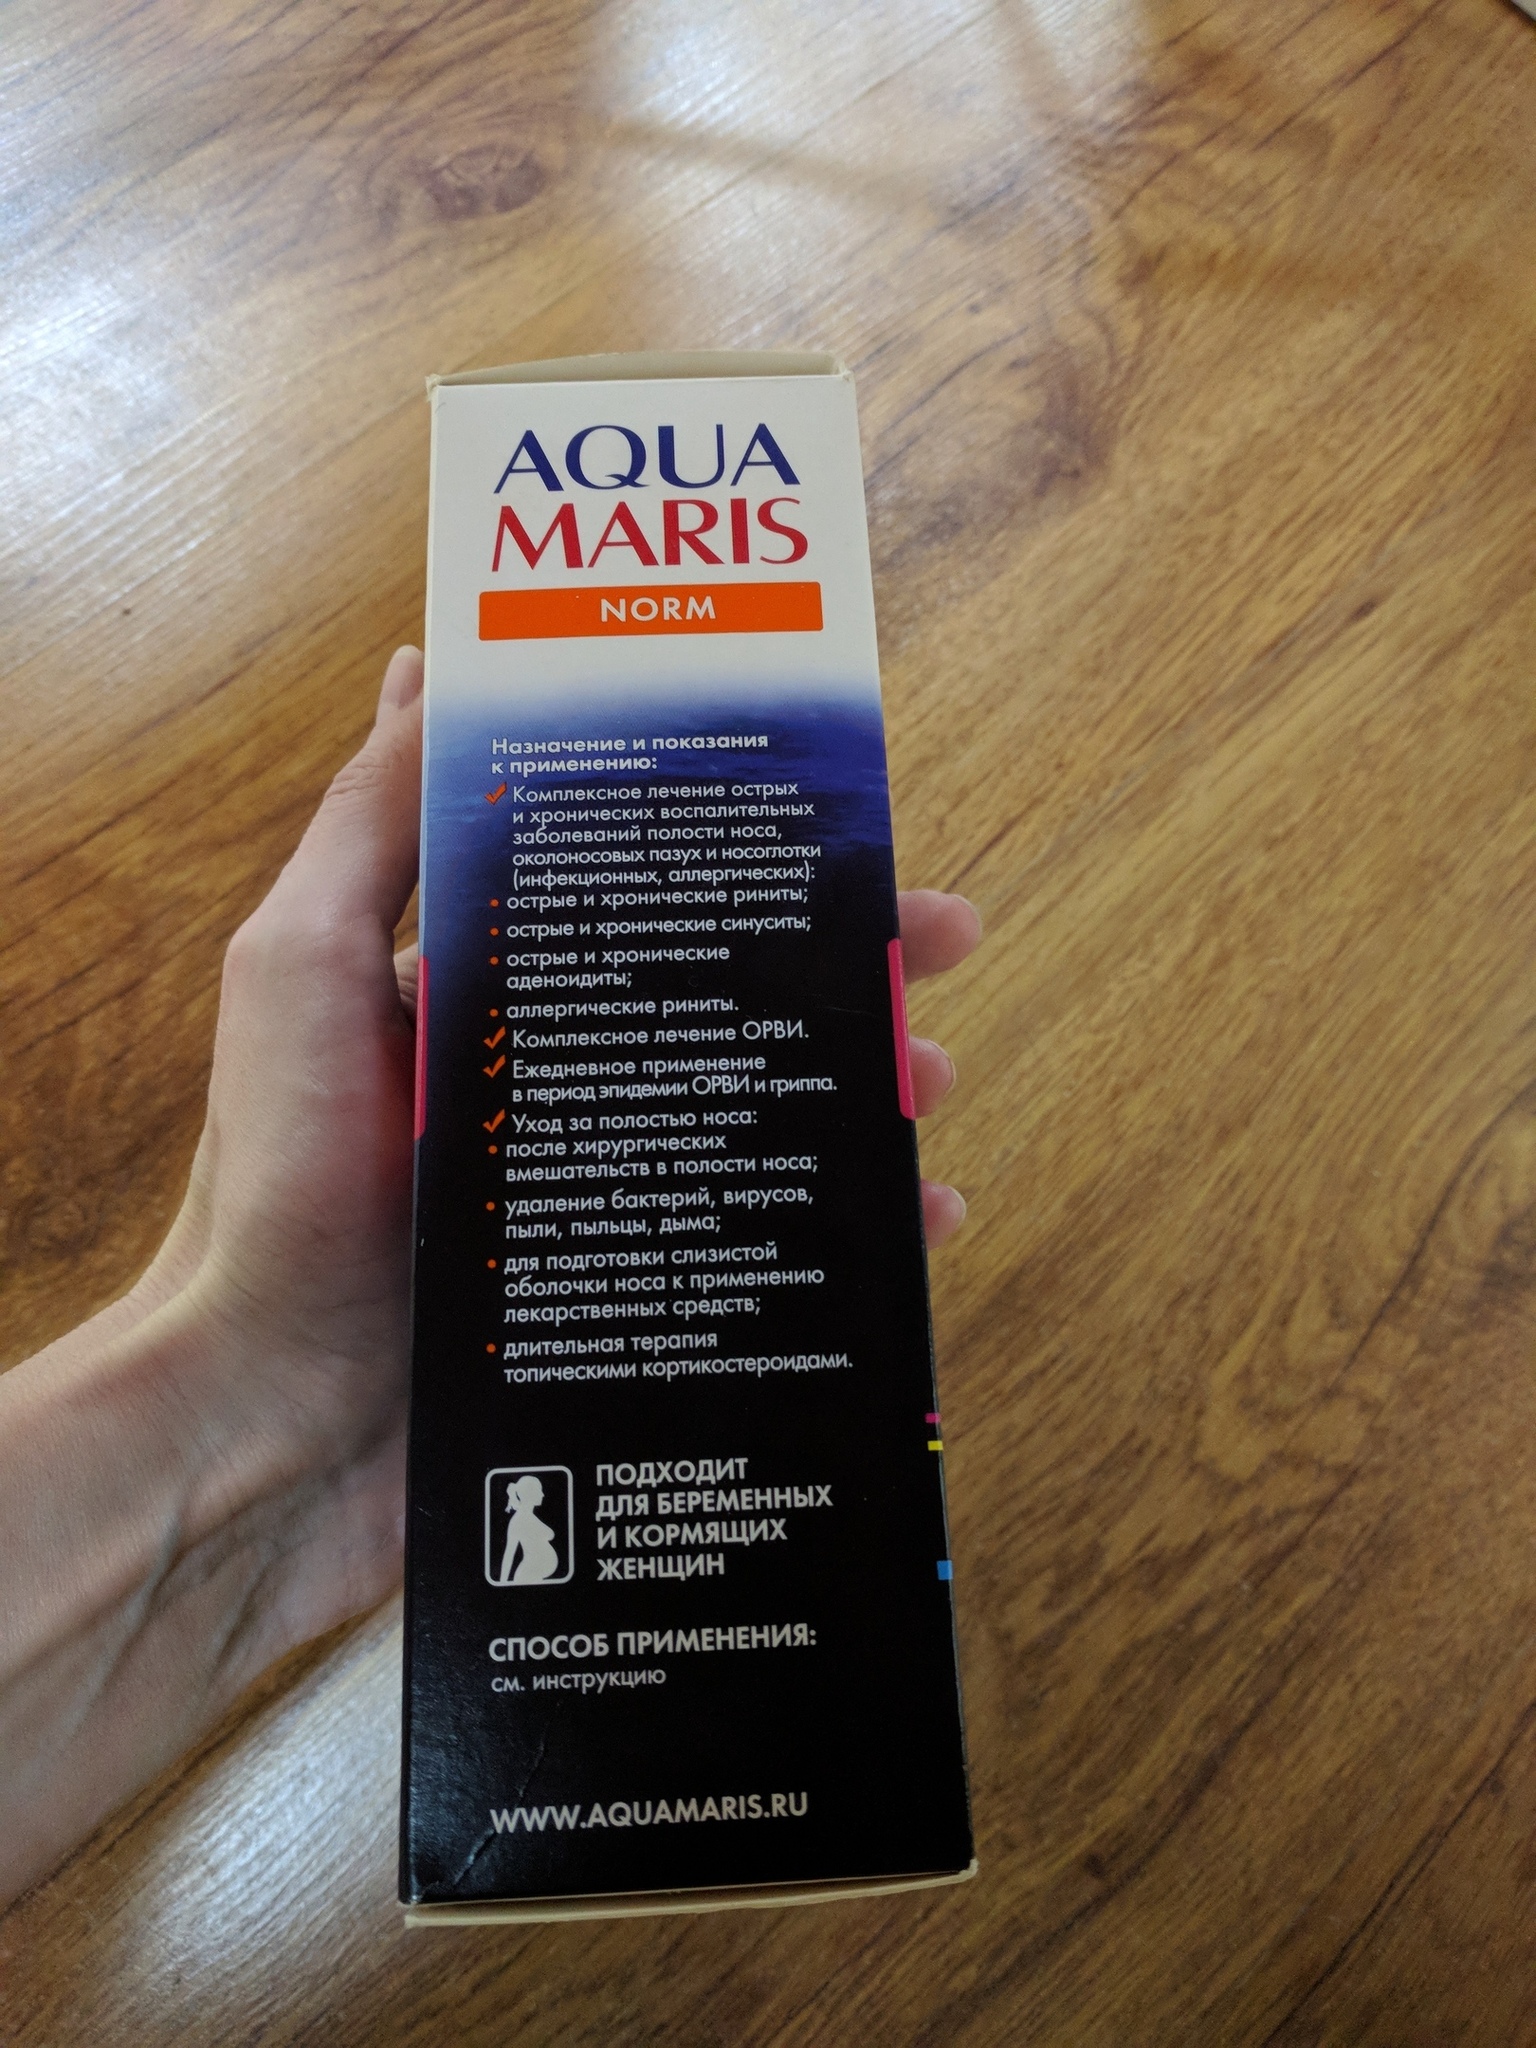 AQUA
MARIS
NORM
Назначение и показания
к применению:
Комплексное лечение острых
и хронических воспалительных
заболеваний полости носа,
околоносовых пазух и носоглотки
(инфекционных, аллергических):
• острые и хронические риниты;
• острые и хронические синуситы;
• острые и хронические
аденоидиты;
• аллергические риниты.
Комплексное лечение ОРВИ.
Ежедневное применение
в период эпидемии ОРВИ и гриппа.
Уход за полостью носа:
• после хирургических
вмешательств в полости носа;
• удаление бактерий, вирусов,
пыли, пыльцы, дыма;
• для подготовки слизистой
оболочки носа к применению
лекарственных средств;
• длительная терапия
топическими кортикостероидами.
ПОДХОДИТ
ДЛЯ БЕРЕМЕННЫХ
И КОРМЯЩИХ
ЖЕНЩИН
СПОСОБ ПРИМЕНЕНИЯ:
см. инструкцию
WWW.AQUAMARIS.RU